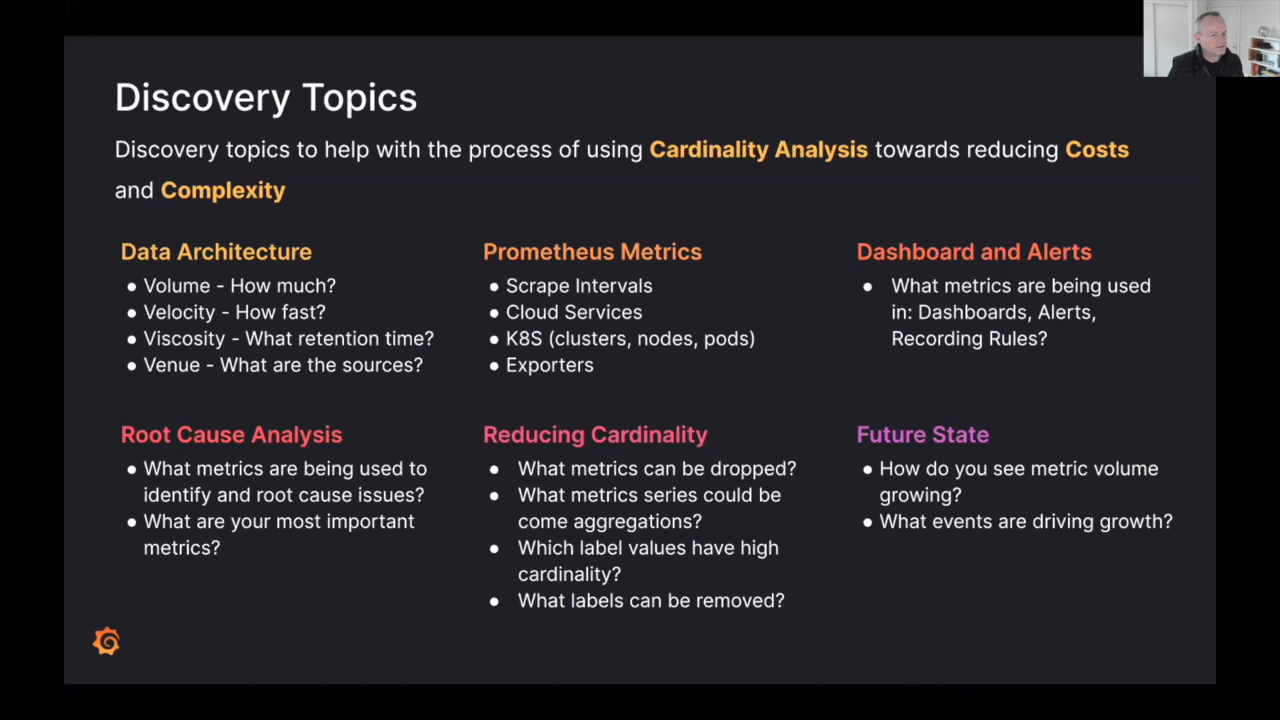 Discovery Topics
Discovery topics to help with the process of using Cardinality Analysis towards reducing Costs
and Complexity
Data Architecture
● Volume - How much?
● Velocity - How fast?
● Viscosity - What retention time?
● Venue - What are the sources?
Prometheus Metrics
● Scrape Intervals
● Cloud Services
● K8S (clusters, nodes, pods)
● Exporters
Dashboard and Alerts
● What metrics are being used
in: Dashboards, Alerts,
Recording Rules?
Root Cause Analysis
● What metrics are being used to
identify and root cause issues?
● What are your most important
metrics?
Reducing Cardinality
● What metrics can be dropped?
● What metrics series could be
come aggregations?
● Which label values have high
cardinality?
● What labels can be removed?
Future State
● How do you see metric volume
growing?
● What events are driving growth?